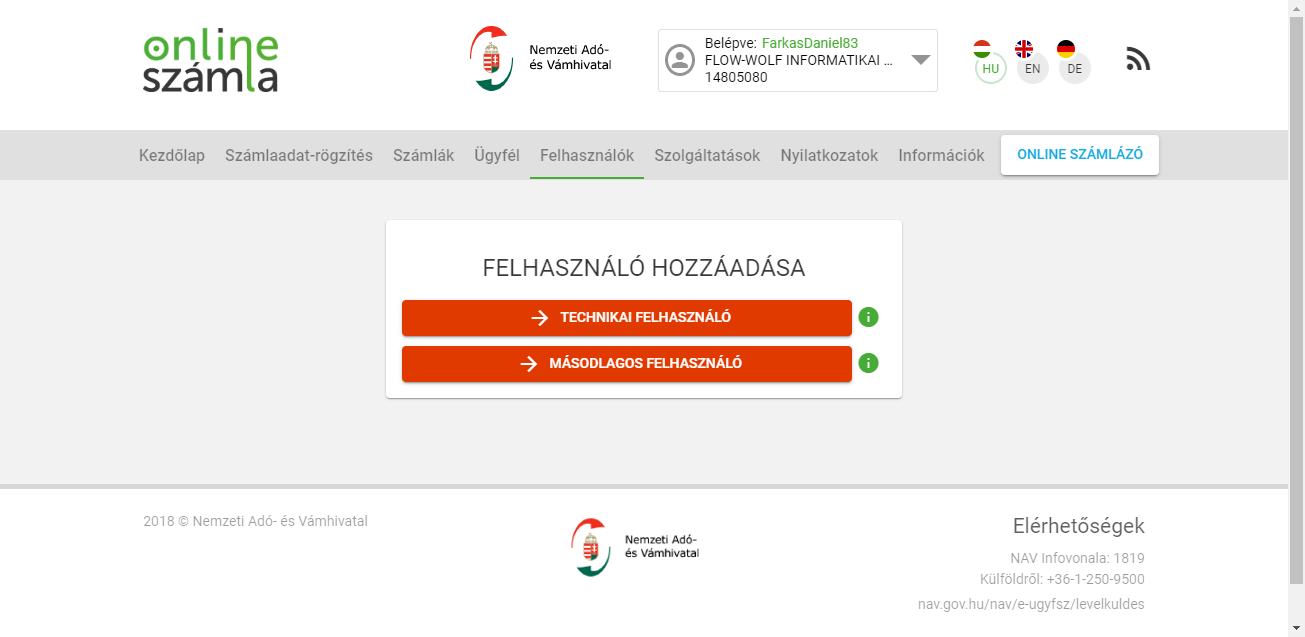 online
számla
Nemzeti Adó-
és Vámhivatal
Belépve: FarkasDaniel83
FLOW-WOLF INFORMATIKAI ...
14805080
HU
EN
DE
Kezdőlap
Számlaadat-rögzítés
Számlák
Ügyfél
Felhasználók
Szolgáltatások
Nyilatkozatok
Információk
ONLINE SZÁMLÁZÓ
FELHASZNÁLÓ HOZZÁADÁSA
TECHNIKAI FELHASZNÁLÓ
MÁSODLAGOS FELHASZNÁLÓ
2018 © Nemzeti Adó- és Vámhivatal
Nemzeti Adó-
és Vámhivatal
Elérhetőségek
NAV Infovonala: 1819
Külföldről: +36-1-250-9500
nav.gov.hu/nav/e-ugyfsz/levelkuldes